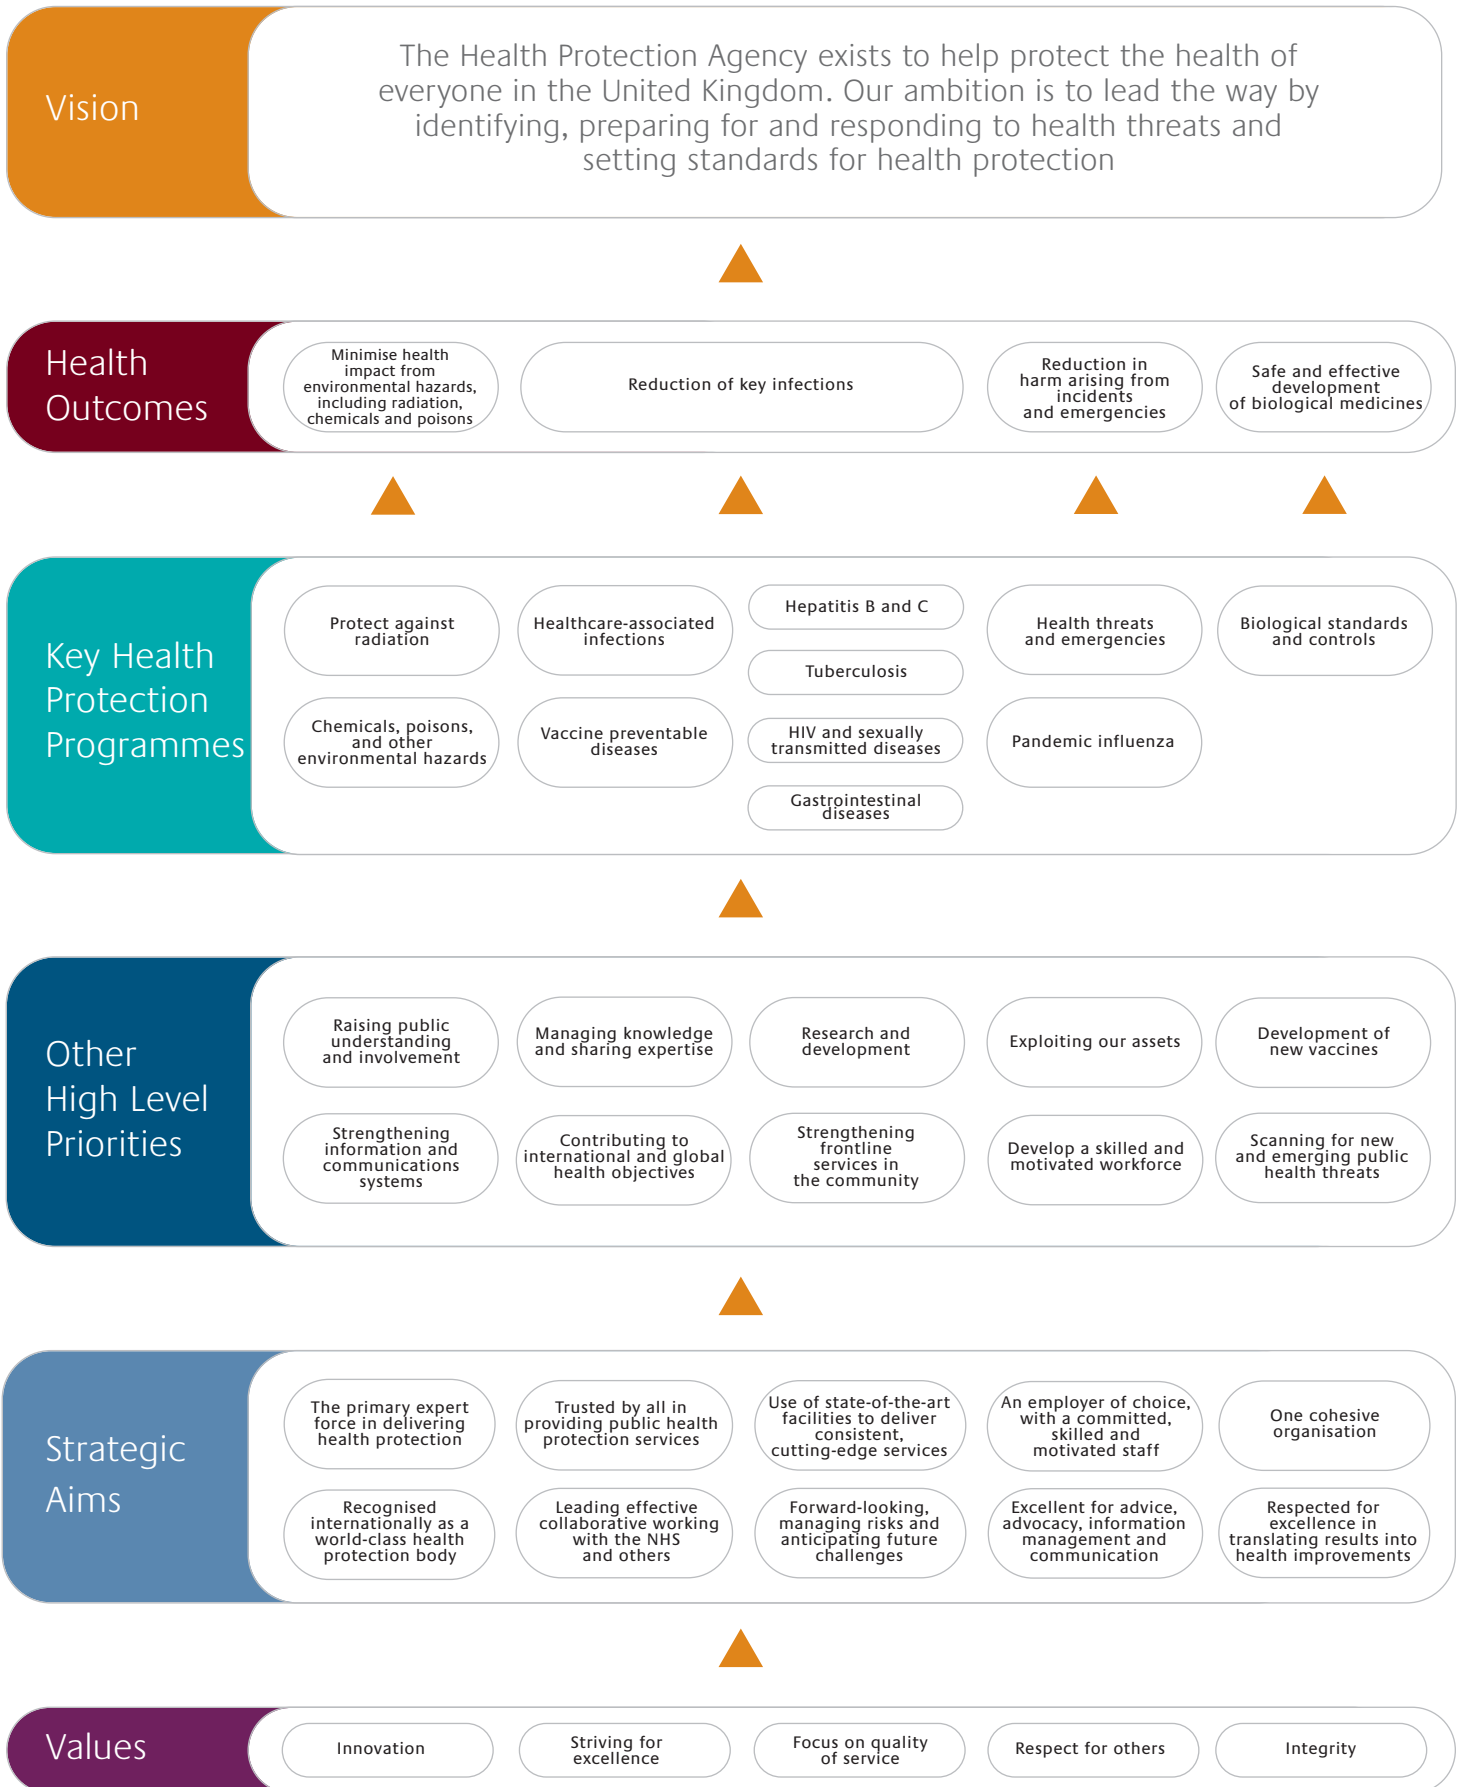 Vision
The Health Protection Agency exists to help protect the health of
everyone in the United Kingdom. Our ambition is to lead the way by
identifying, preparing for and responding to health threats and
setting standards for health protection
Health
Outcomes
Minimise health
impact from
environmental hazards,
including radiation,
chemicals and poisons
Reduction of key infections
Reduction in
harm arising from
incidents
and emergencies
Safe and effective
development
of biological medicines
Key Health
Protection
Programmes
Protect against
radiation
Healthcare-associated
infections
Hepatitis B and C
Tuberculosis
Health threats
and emergencies
Biological standards
and controls
Chemicals, poisons,
and other
environmental hazards
Vaccine preventable
diseases
HIV and sexually
transmitted diseases
Gastrointestinal
diseases
Pandemic influenza
Other
High Level
Priorities
Raising public
understanding
and involvement
Managing knowledge
and sharing expertise
Research and
development
Exploiting our assets
Development of
new vaccines
Strengthening
information and
communications
systems
Contributing to
international and global
health objectives
Strengthening
frontline
services in
the community
Develop a skilled and
motivated workforce
Scanning for new
and emerging public
health threats
Strategic
Aims
The primary expert
force in delivering
health protection
Trusted by all in
providing public health
protection services
Use of state-of-the-art
facilities to deliver
consistent,
cutting-edge services
An employer of choice,
with a committed,
skilled and
motivated staff
One cohesive
organisation
Recognised
internationally as a
world-class health
protection body
Leading effective
collaborative working
with the NHS
and others
Forward-looking,
managing risks and
anticipating future
challenges
Excellent for advice,
advocacy, information
management and
communication
Respected for
excellence in
translating results into
health improvements
Values
Innovation
Striving for
excellence
Focus on quality
of service
Respect for others
Integrity